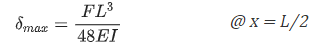 δ_max = FL³/48EI @ x = L/2